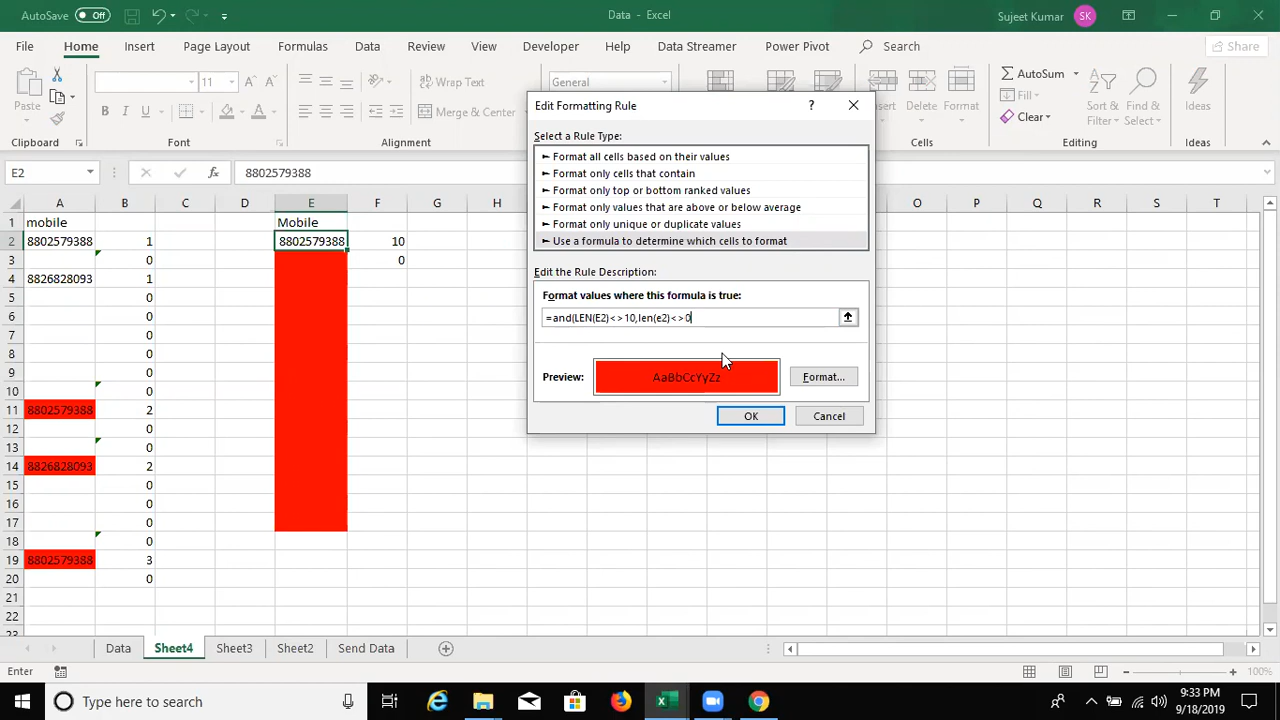 AutoSave Off Data - Excel Sujeet Kumar SK
File Home Insert Page Layout Formulas Data Review View Developer Help Data Streamer Power Pivot Search Share
Paste 11 A A Wrap Text General Insert Delete Format AutoSum Sort & Filter Find & Select Ideas
B I U A Merge & Center Fill
Clear
Clipboard Font Alignment Cells Editing Ideas
E2 fx 8802579388
A B C D E F G H N O P Q R S T
1 mobile Mobile
2 8802579388 1 8802579388 10
3 0 0
4 8826828093 1
5 0
6 0
7 0
8 0
9 0
10 0
11 8802579388 2
12 0
13 0
14 8826828093 2
15 0
16 0
17 0
18 0
19 8802579388 3
20 0
21
22
23
Edit Formatting Rule ?
Select a Rule Type:
► Format all cells based on their values
► Format only cells that contain
► Format only top or bottom ranked values
► Format only values that are above or below average
► Format only unique or duplicate values
► Use a formula to determine which cells to format
Edit the Rule Description:
Format values where this formula is true:
=and(LEN(E2)<>10,len(e2)<>0
Preview: AaBbCcYyZz Format...
OK Cancel
Data Sheet4 Sheet3 Sheet2 Send Data
Enter 100%
Type here to search 9:33 PM
9/18/2019